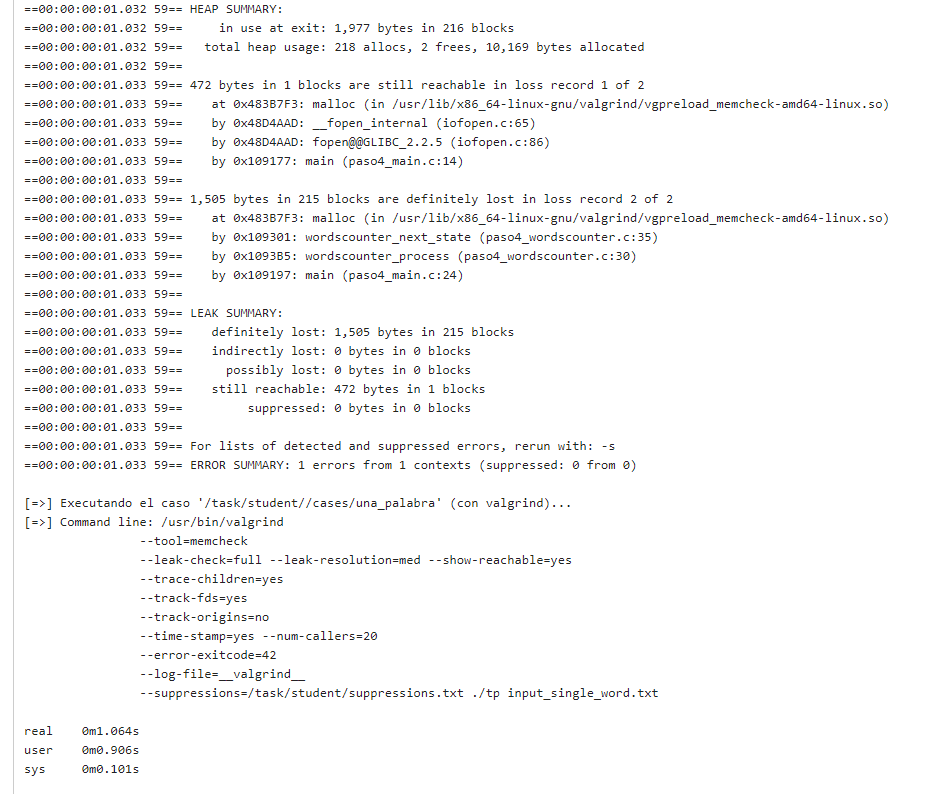 ==00:00:00:01.032 59== HEAP SUMMARY:
==00:00:00:01.032 59==     in use at exit: 1,977 bytes in 216 blocks
==00:00:00:01.032 59==   total heap usage: 218 allocs, 2 frees, 10,169 bytes allocated
==00:00:00:01.032 59==
==00:00:00:01.033 59== 472 bytes in 1 blocks are still reachable in loss record 1 of 2
==00:00:00:01.033 59==    at 0x483B7F3: malloc (in /usr/lib/x86_64-linux-gnu/valgrind/vgpreload_memcheck-amd64-linux.so)
==00:00:00:01.033 59==    by 0x48D4AAD: __fopen_internal (iofopen.c:65)
==00:00:00:01.033 59==    by 0x48D4AAD: fopen@@GLIBC_2.2.5 (iofopen.c:86)
==00:00:00:01.033 59==    by 0x109177: main (paso4_main.c:14)
==00:00:00:01.033 59==
==00:00:00:01.033 59== 1,505 bytes in 215 blocks are definitely lost in loss record 2 of 2
==00:00:00:01.033 59==    at 0x483B7F3: malloc (in /usr/lib/x86_64-linux-gnu/valgrind/vgpreload_memcheck-amd64-linux.so)
==00:00:00:01.033 59==    by 0x109301: wordscounter_next_state (paso4_wordscounter.c:35)
==00:00:00:01.033 59==    by 0x1093B5: wordscounter_process (paso4_wordscounter.c:30)
==00:00:00:01.033 59==    by 0x109197: main (paso4_main.c:24)
==00:00:00:01.033 59==
==00:00:00:01.033 59== LEAK SUMMARY:
==00:00:00:01.033 59==    definitely lost: 1,505 bytes in 215 blocks
==00:00:00:01.033 59==    indirectly lost: 0 bytes in 0 blocks
==00:00:00:01.033 59==      possibly lost: 0 bytes in 0 blocks
==00:00:00:01.033 59==    still reachable: 472 bytes in 1 blocks
==00:00:00:01.033 59==         suppressed: 0 bytes in 0 blocks
==00:00:00:01.033 59==
==00:00:00:01.033 59== For lists of detected and suppressed errors, rerun with: -s
==00:00:00:01.033 59== ERROR SUMMARY: 1 errors from 1 contexts (suppressed: 0 from 0)
[=>] Executando el caso '/task/student//cases/una_palabra' (con valgrind)...
[=>] Command line: /usr/bin/valgrind
                --tool=memcheck
                --leak-check=full --leak-resolution=med --show-reachable=yes
                --trace-children=yes
                --track-fds=yes
                --track-origins=no
                --time-stamp=yes --num-callers=20
                --error-exitcode=42
                --log-file=__valgrind__
                --suppressions=/task/student/suppressions.txt ./tp input_single_word.txt
real    0m1.064s
user    0m0.906s
sys     0m0.101s